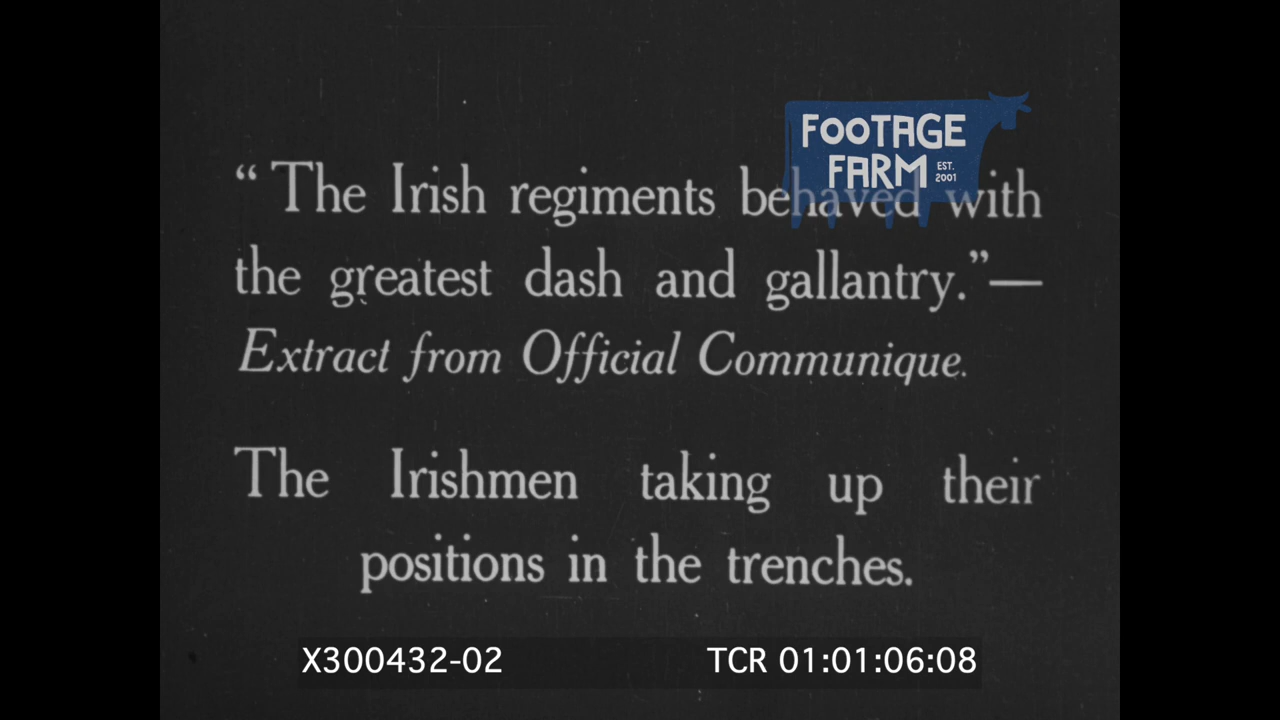 FOOTAGE
FARM EST. 2001
“ The Irish regiments behaved with
the greatest dash and gallantry.”—
Extract from Official Communique.
The Irishmen taking up their
positions in the trenches.
X300432-02 TCR 01:01:06:08